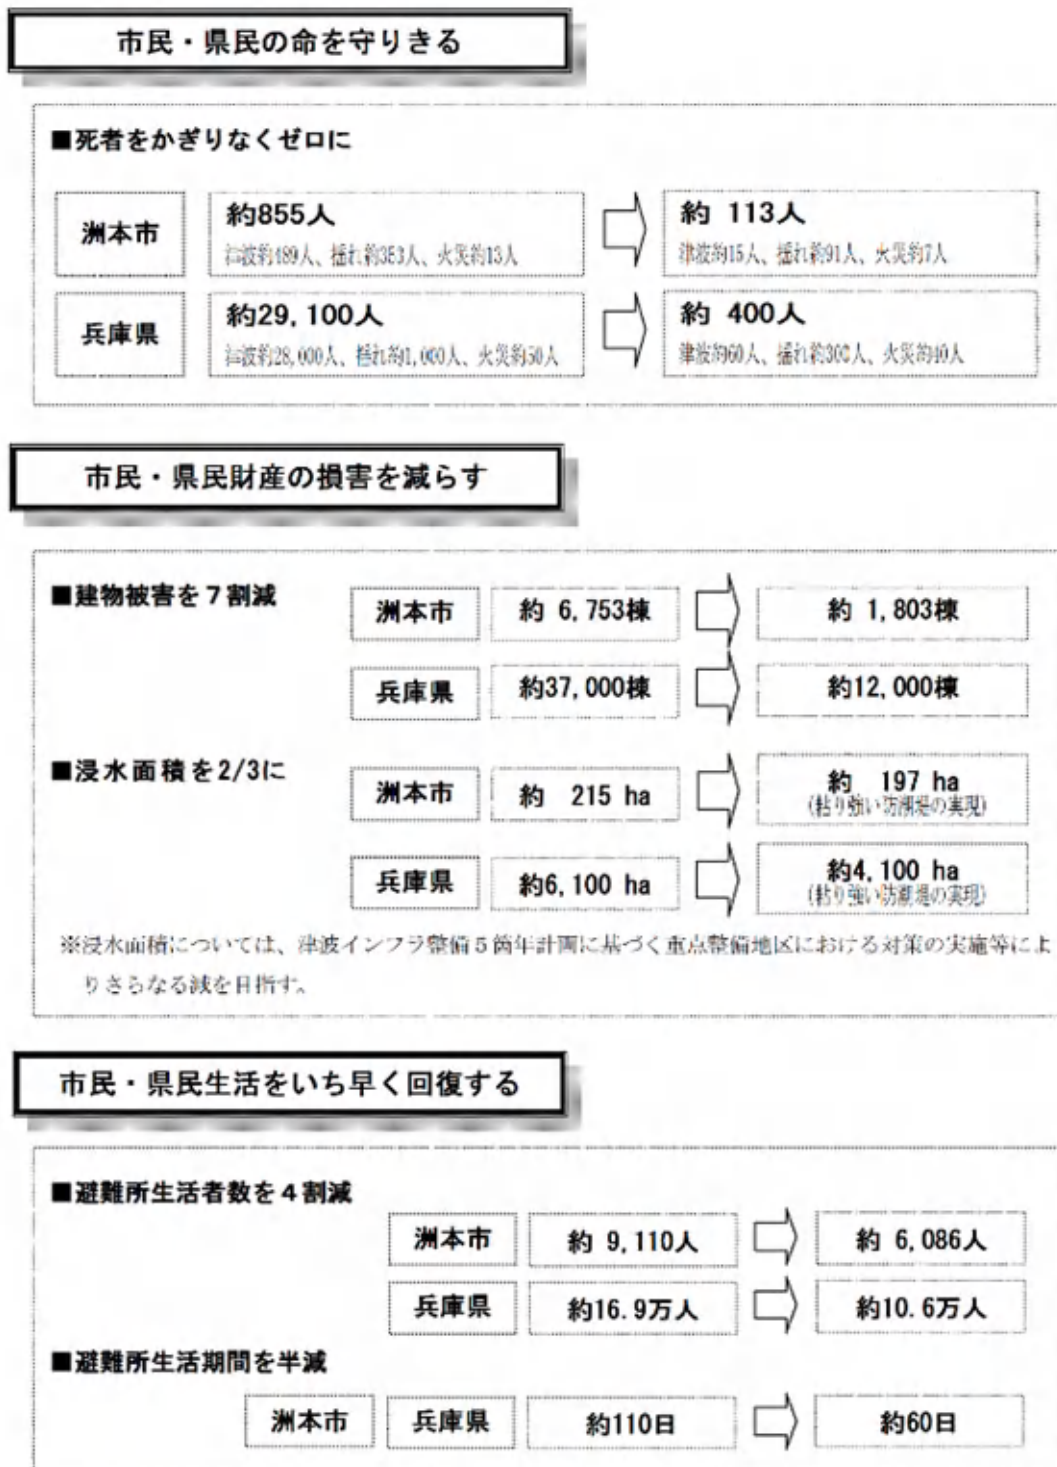 市民・県民の命を守りきる
■死者をかぎりなくゼロに
洲本市
約855人
津波約489人、揺れ約353人、火災約13人
約 113人
津波約15人、揺れ約91人、火災約7人
兵庫県
約29,100人
津波約28,000人、揺れ約1,000人、火災約50人
約 400人
津波約60人、揺れ約300人、火災約40人
市民・県民財産の損害を減らす
■建物被害を7割減
洲本市 約 6,753棟 約 1,803棟
兵庫県 約37,000棟 約12,000棟
■浸水面積を2/3に
洲本市 約 215 ha 約 197 ha
(粘り強い防潮堤の実現)
兵庫県 約6,100 ha 約4,100 ha
(粘り強い防潮堤の実現)
※浸水面積については、津波インフラ整備5箇年計画に基づく重点整備地区における対策の実施等によ
りさらなる減を目指す。
市民・県民生活をいち早く回復する
■避難所生活者数を4割減
洲本市 約 9,110人 約 6,086人
兵庫県 約16.9万人 約10.6万人
■避難所生活期間を半減
洲本市 兵庫県 約110日 約60日